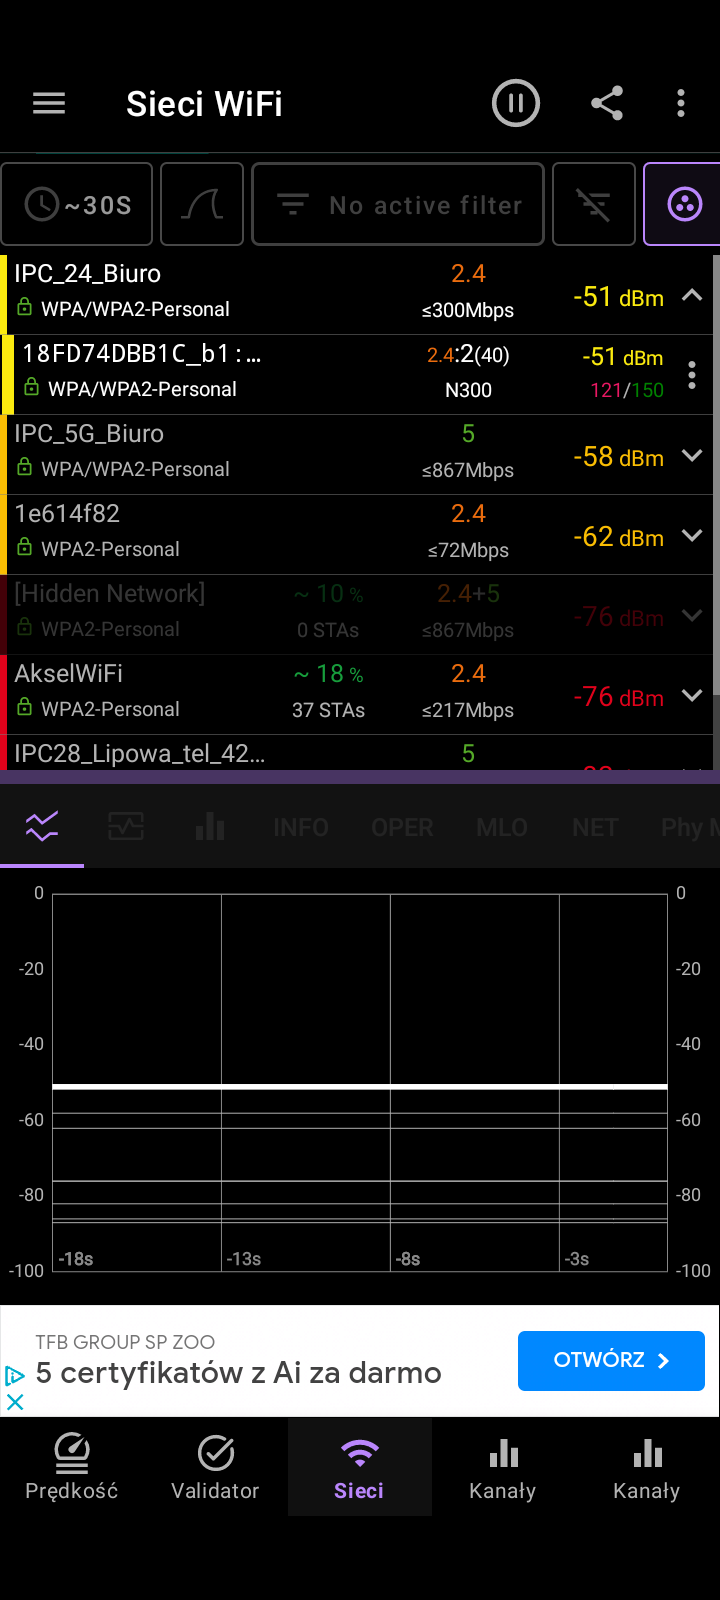 Sieci WiFi
~30S No active filter
IPC_24_Biuro 2.4 -51 dBm
WPA/WPA2-Personal ≤300Mbps
18FD74DBB1C_b1:... 2.4:2(40) -51 dBm
WPA/WPA2-Personal N300 121/150
IPC_5G_Biuro 5 -58 dBm
WPA/WPA2-Personal ≤867Mbps
1e614f82 2.4 -62 dBm
WPA2-Personal ≤72Mbps
[Hidden Network] ~ 10 % 2.4+5 -76 dBm
WPA2-Personal 0 STAs ≤867Mbps
AkselWiFi ~ 18 % 2.4 -76 dBm
WPA2-Personal 37 STAs ≤217Mbps
IPC28_Lipowa_tel_42... 5
INFO OPER MLO NET Phy
0 0
-20 -20
-40 -40
-60 -60
-80 -80
-18s -13s -8s -3s
-100 -100
TFB GROUP SP ZOO
5 certyfikatów z Ai za darmo
OTWÓRZ
Prędkość Validator Sieci Kanały Kanały